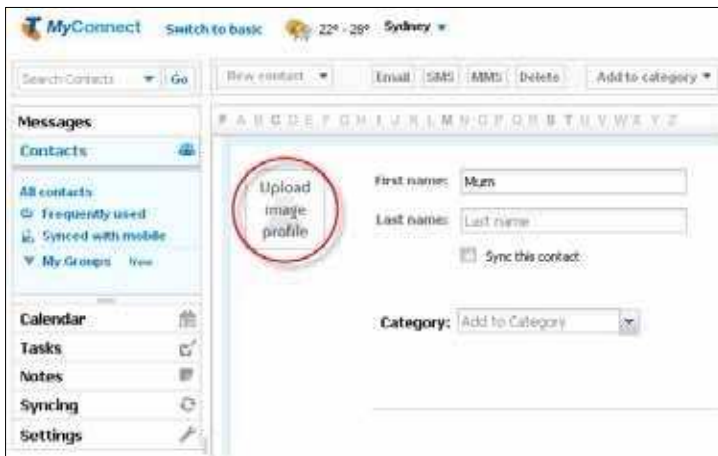 MyConnect Switch to basic 22° - 28° Sydney
Search Contacts Go New contact Email SMS MMS Delete Add to category
Messages
# A B C D E F G H I J K L M N O P Q R S T U V W X Y Z
Contacts
All contacts
Frequently used
Synced with mobile
My Groups New
Upload image profile
First name: Mum
Last name: Last name
Sync this contact
Category: Add to Category
Calendar
Tasks
Notes
Syncing
Settings